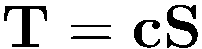 T = cS